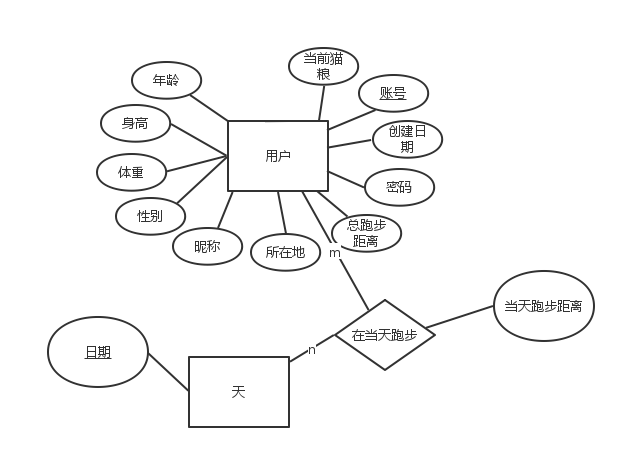 当前猫
粮
年龄
账号
身高
创建日
期
用户
体重
密码
性别
总跑步
距离
昵称
所在地
m
当天跑步距离
在当天跑步
n
日期
天